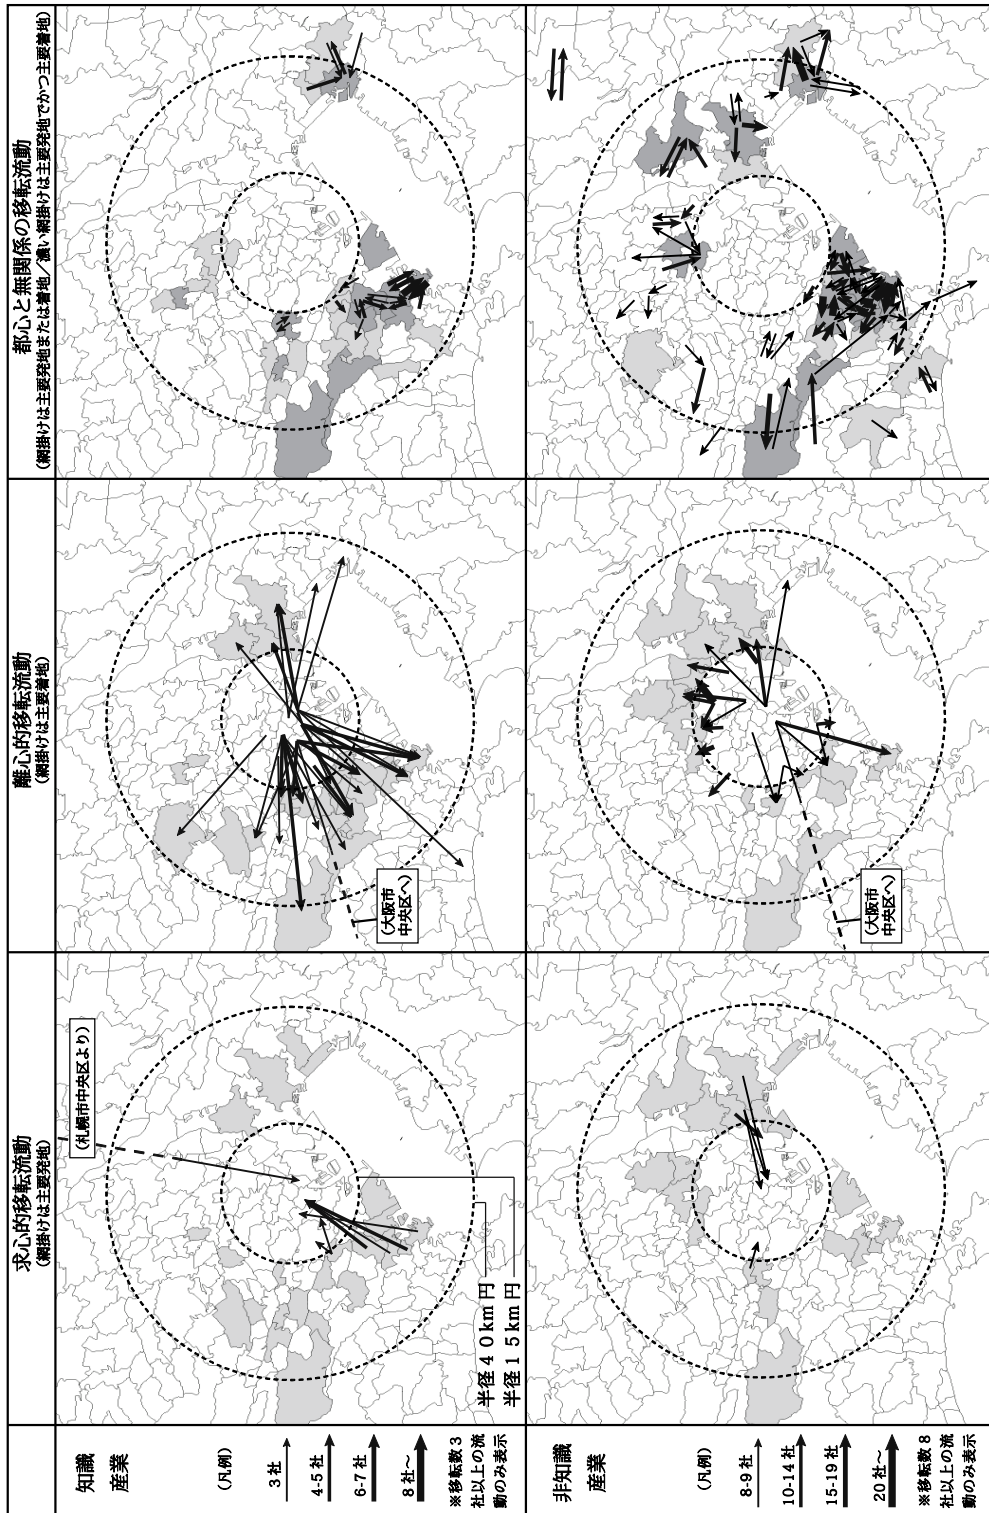 求心的移転流動
(網掛けは主要発地)
離心的移転流動
(網掛けは主要着地)
都心と無関係の移転流動
(網掛けは主要発地または着地／濃い網掛けは主要発地でかつ主要着地)
知識
産業
(凡例)
3社
4-5社
6-7社
8社～
※移転数3
社以上の流
動のみ表示
(札幌市中央区より)
半径40km円
半径15km円
(大阪市
中央区へ)
非知識
産業
(凡例)
8-9社
10-14社
15-19社
20社～
※移転数8
社以上の流
動のみ表示
(大阪市
中央区へ)